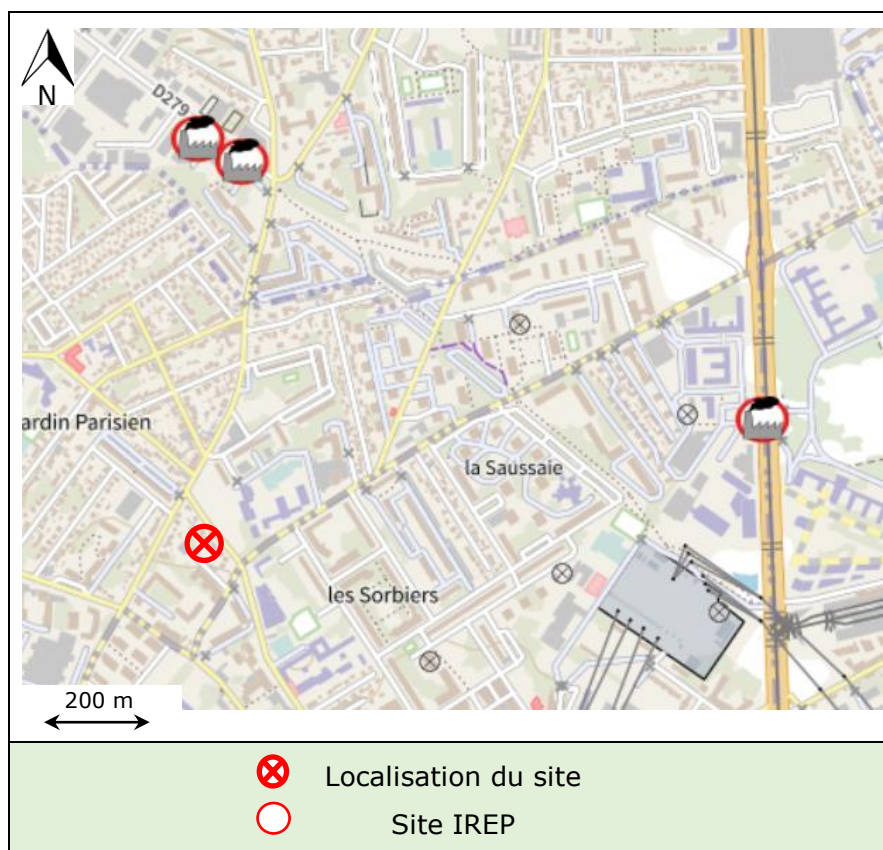 N
D279
ardin Parisien
la Saussaie
les Sorbiers
200 m
Localisation du site
Site IREP